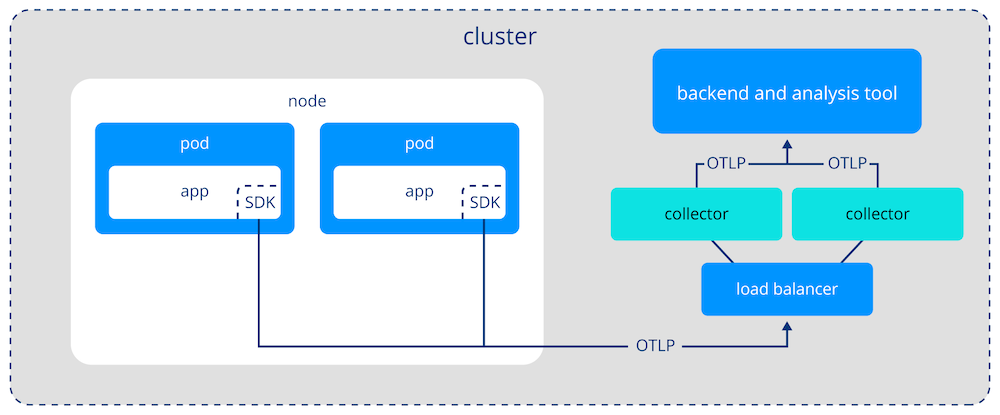 cluster
node
pod
app
SDK
pod
app
SDK
backend and analysis tool
OTLP
OTLP
collector
collector
load balancer
OTLP